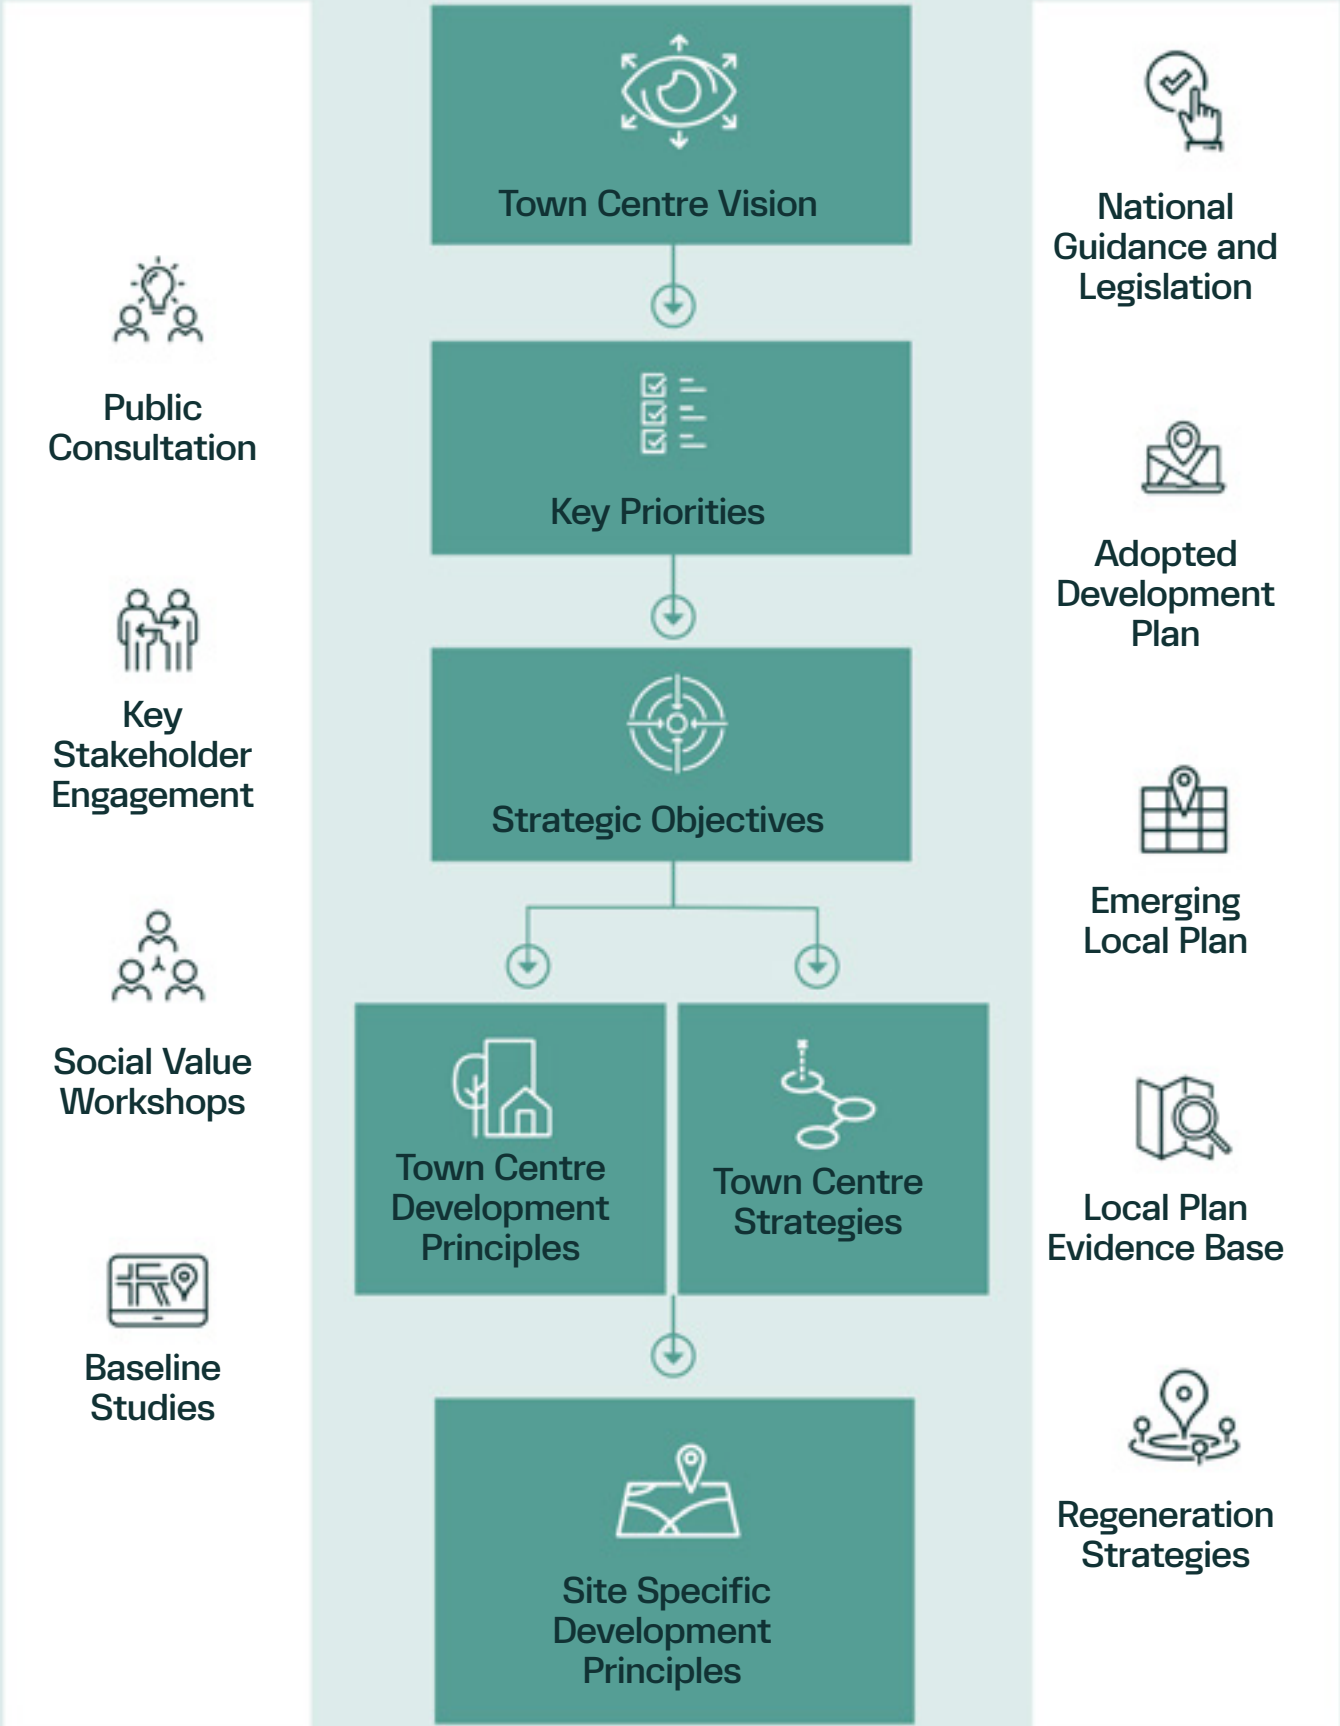 Public
Consultation
Key
Stakeholder
Engagement
Social Value
Workshops
Baseline
Studies
Town Centre Vision
Key Priorities
Strategic Objectives
Town Centre
Development
Principles
Town Centre
Strategies
Site Specific
Development
Principles
National
Guidance and
Legislation
Adopted
Development
Plan
Emerging
Local Plan
Local Plan
Evidence Base
Regeneration
Strategies